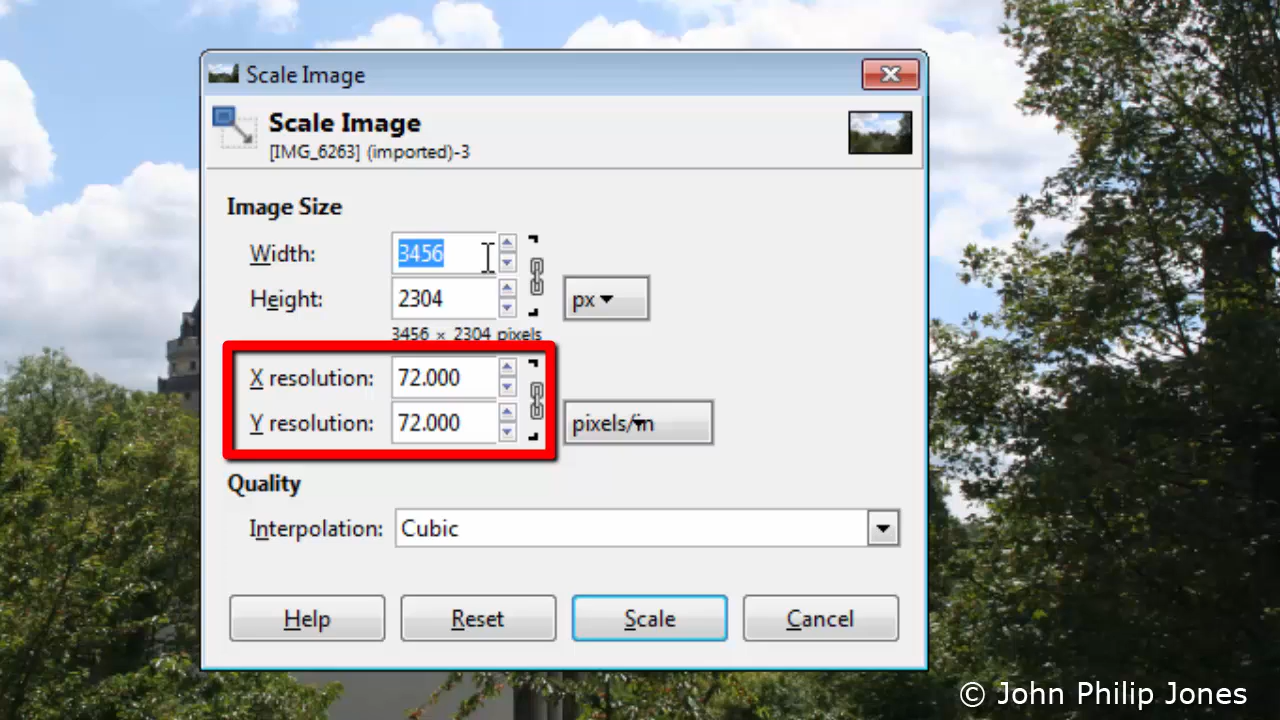 Scale Image
Scale Image
[IMG_6263] (imported)-3
Image Size
Width: 3456
Height: 2304 px
3456 × 2304 pixels
X resolution: 72.000
Y resolution: 72.000 pixels/in
Quality
Interpolation: Cubic
Help Reset Scale Cancel
© John Philip Jones